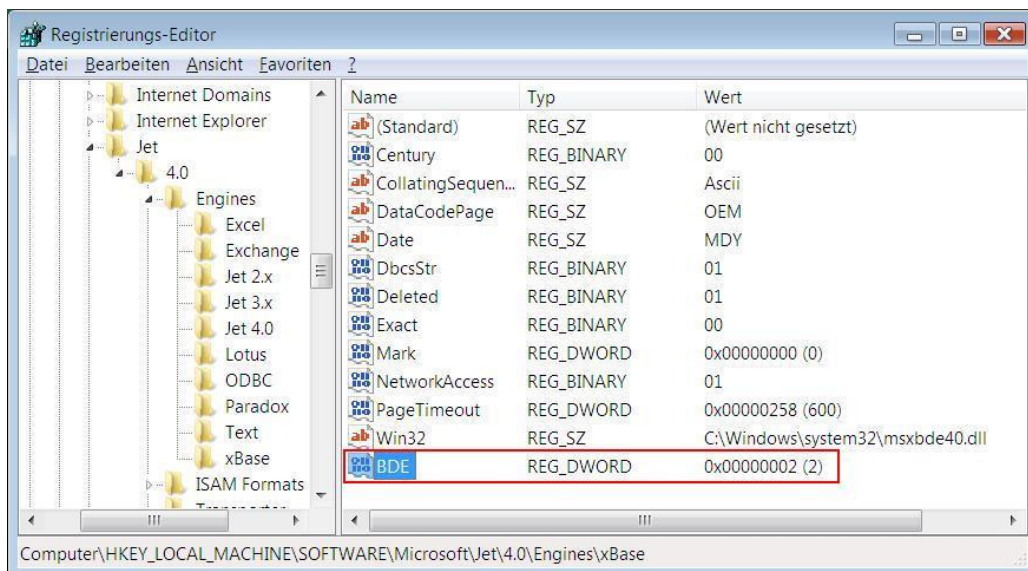 Registrierungs-Editor
Datei Bearbeiten Ansicht Favoriten ?
Internet Domains
Internet Explorer
Jet
4.0
Engines
Excel
Exchange
Jet 2.x
Jet 3.x
Jet 4.0
Lotus
ODBC
Paradox
Text
xBase
ISAM Formats
Name Typ Wert
(Standard) REG_SZ (Wert nicht gesetzt)
Century REG_BINARY 00
CollatingSequen... REG_SZ Ascii
DataCodePage REG_SZ OEM
Date REG_SZ MDY
DbcsStr REG_BINARY 01
Deleted REG_BINARY 01
Exact REG_BINARY 00
Mark REG_DWORD 0x00000000 (0)
NetworkAccess REG_BINARY 01
PageTimeout REG_DWORD 0x00000258 (600)
Win32 REG_SZ C:\Windows\system32\msxbde40.dll
BDE REG_DWORD 0x00000002 (2)
Computer\HKEY_LOCAL_MACHINE\SOFTWARE\Microsoft\Jet\4.0\Engines\xBase